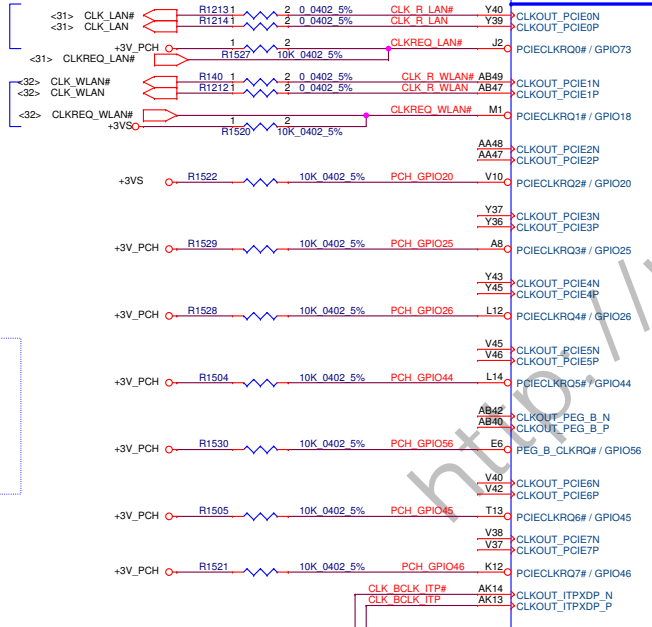 <31> CLK_LAN# R1213 1 2 0_0402_5% CLK_R_LAN# Y40 CLKOUT_PCIE0N
<31> CLK_LAN R1214 1 2 0_0402_5% CLK_R_LAN Y39 CLKOUT_PCIE0P
+3V_PCH 1 2 CLKREQ_LAN# J2 PCIECLKRQ0# / GPIO73
<31> CLKREQ_LAN# R1527 10K_0402_5%
<32> CLK_WLAN# R140 1 2 0_0402_5% CLK_R_WLAN# AB49 CLKOUT_PCIE1N
<32> CLK_WLAN R1212 1 2 0_0402_5% CLK_R_WLAN AB47 CLKOUT_PCIE1P
<32> CLKREQ_WLAN# CLKREQ_WLAN# M1 PCIECLKRQ1# / GPIO18
+3VS 1 2
R1520 10K_0402_5%
AA48 CLKOUT_PCIE2N
AA47 CLKOUT_PCIE2P
+3VS R1522 10K_0402_5% PCH_GPIO20 V10 PCIECLKRQ2# / GPIO20
Y37 CLKOUT_PCIE3N
Y36 CLKOUT_PCIE3P
+3V_PCH R1529 10K_0402_5% PCH_GPIO25 A8 PCIECLKRQ3# / GPIO25
Y43 CLKOUT_PCIE4N
Y45 CLKOUT_PCIE4P
+3V_PCH R1528 10K_0402_5% PCH_GPIO26 L12 PCIECLKRQ4# / GPIO26
V45 CLKOUT_PCIE5N
V46 CLKOUT_PCIE5P
+3V_PCH R1504 10K_0402_5% PCH_GPIO44 L14 PCIECLKRQ5# / GPIO44
AB42 CLKOUT_PEG_B_N
AB40 CLKOUT_PEG_B_P
+3V_PCH R1530 10K_0402_5% PCH_GPIO56 E6 PEG_B_CLKRQ# / GPIO56
V40 CLKOUT_PCIE6N
V42 CLKOUT_PCIE6P
+3V_PCH R1505 10K_0402_5% PCH_GPIO45 T13 PCIECLKRQ6# / GPIO45
V38 CLKOUT_PCIE7N
V37 CLKOUT_PCIE7P
+3V_PCH R1521 10K_0402_5% PCH_GPIO46 K12 PCIECLKRQ7# / GPIO46
CLK_BCLK_ITP# AK14 CLKOUT_ITPXDP_N
CLK_BCLK_ITP AK13 CLKOUT_ITPXDP_P
http://